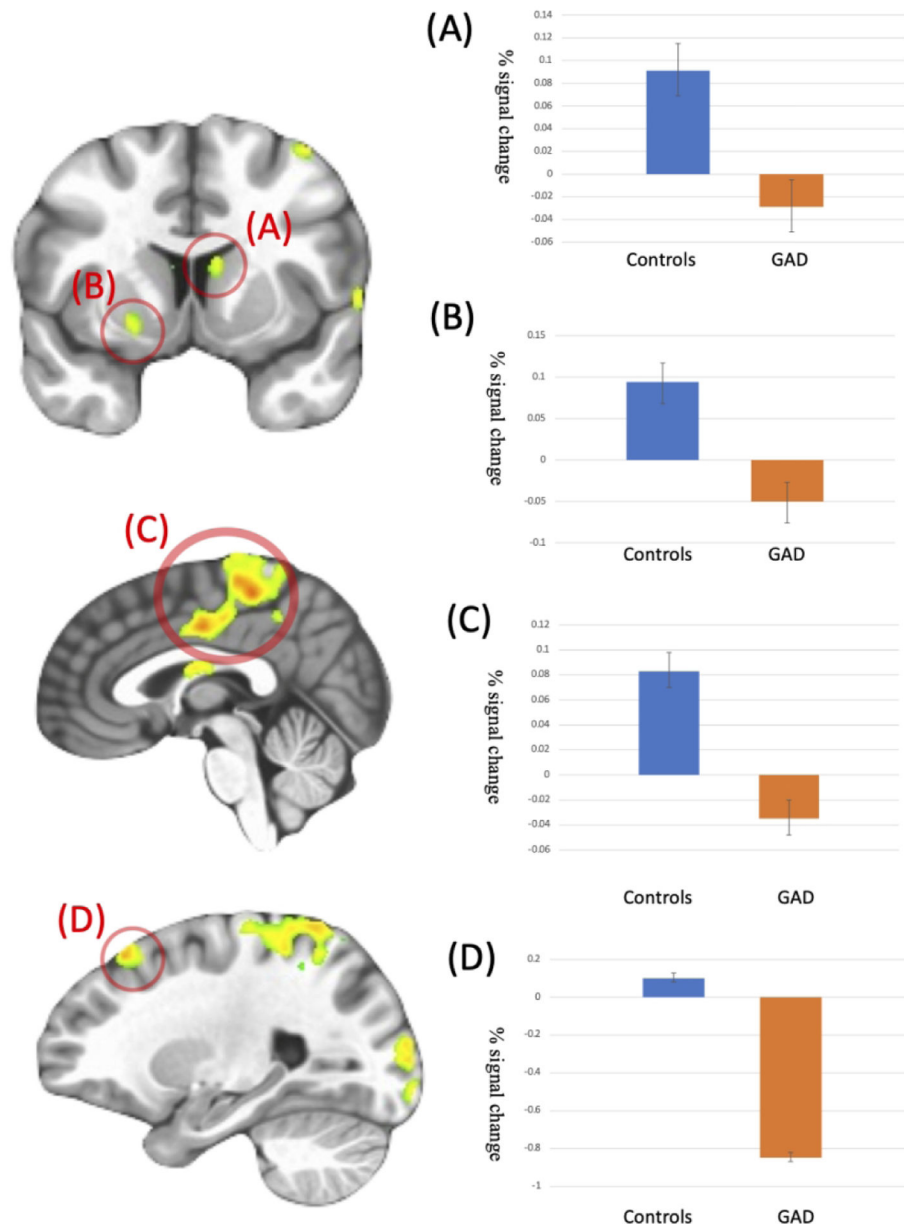 (A)
(B)
(C)
(D)
(A)
% signal change
0.14
0.12
0.1
0.08
0.06
0.04
0.02
0
-0.02
-0.04
-0.06
Controls GAD
(B)
% signal change
0.15
0.1
0.05
0
-0.05
-0.1
Controls GAD
(C)
% signal change
0.12
0.1
0.08
0.06
0.04
0.02
0
-0.02
-0.04
-0.06
Controls GAD
(D)
% signal change
0.2
0
-0.2
-0.4
-0.6
-0.8
-1
Controls GAD